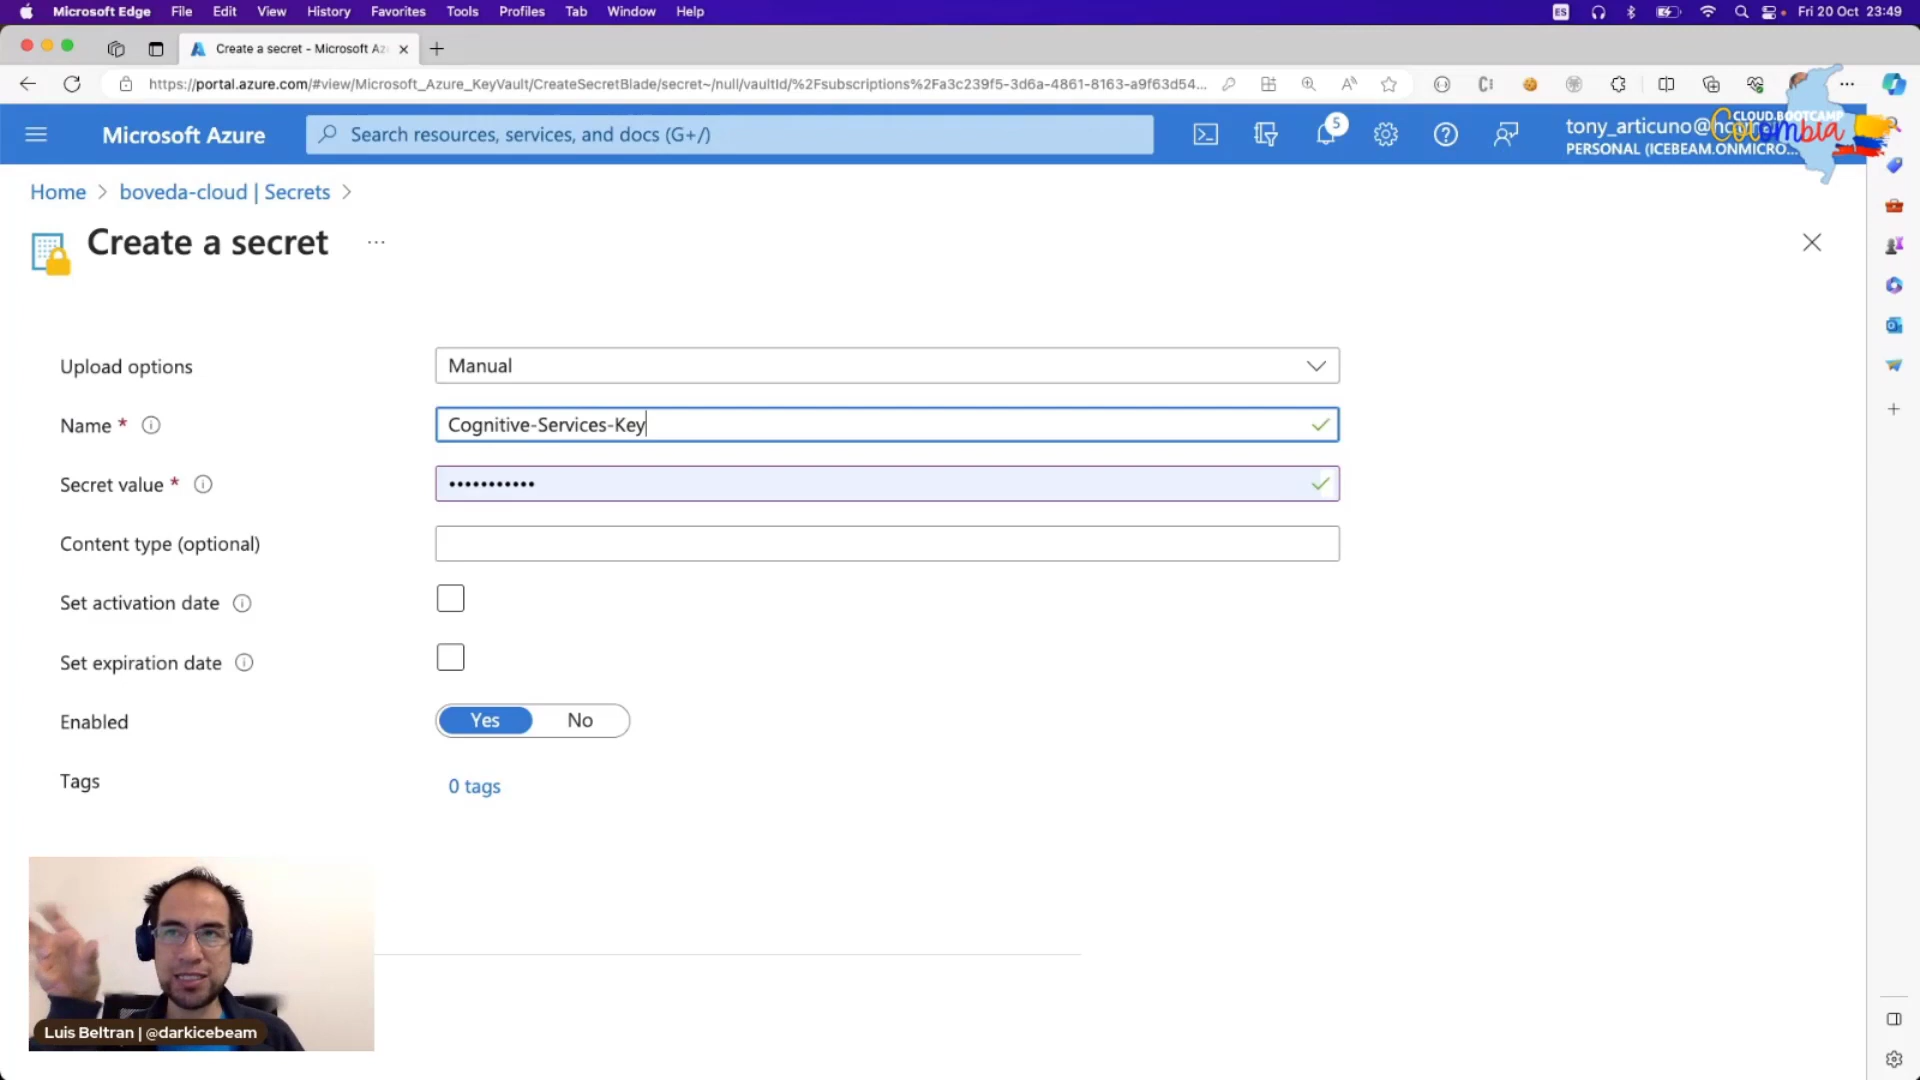 Microsoft Edge File Edit View History Favorites Tools Profiles Tab Window Help
ES Fri 20 Oct 23:49
Create a secret - Microsoft Az
https://portal.azure.com/#view/Microsoft_Azure_KeyVault/CreateSecretBlade/secret~/null/vaultId/%2Fsubscriptions%2Fa3c239f5-3d6a-4861-8163-a9f63d54...
Microsoft Azure
Search resources, services, and docs (G+/)
5
tony_articuno@
PERSONAL (ICEBEAM.ONMICRO...
CLOUD BOOTCAMP
Colombia
Home > boveda-cloud | Secrets >
Create a secret ...
Upload options
Manual
Name *
Cognitive-Services-Key
Secret value *
•••••••••••
Content type (optional)
Set activation date
Set expiration date
Enabled
Yes No
Tags
0 tags
Luis Beltran | @darkicebeam